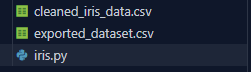 cleaned_iris_data.csv
exported_dataset.csv
iris.py